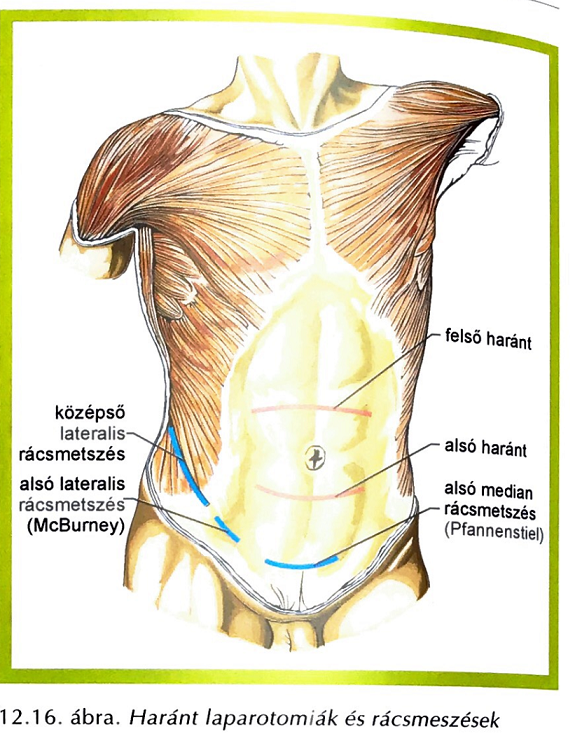 felső haránt
középső
lateralis
rácsmetszés
alsó lateralis
rácsmetszés
(McBurney)
alsó haránt
alsó median
rácsmetszés
(Pfannenstiel)
12.16. ábra. Haránt laparotomiák és rácsmeszések